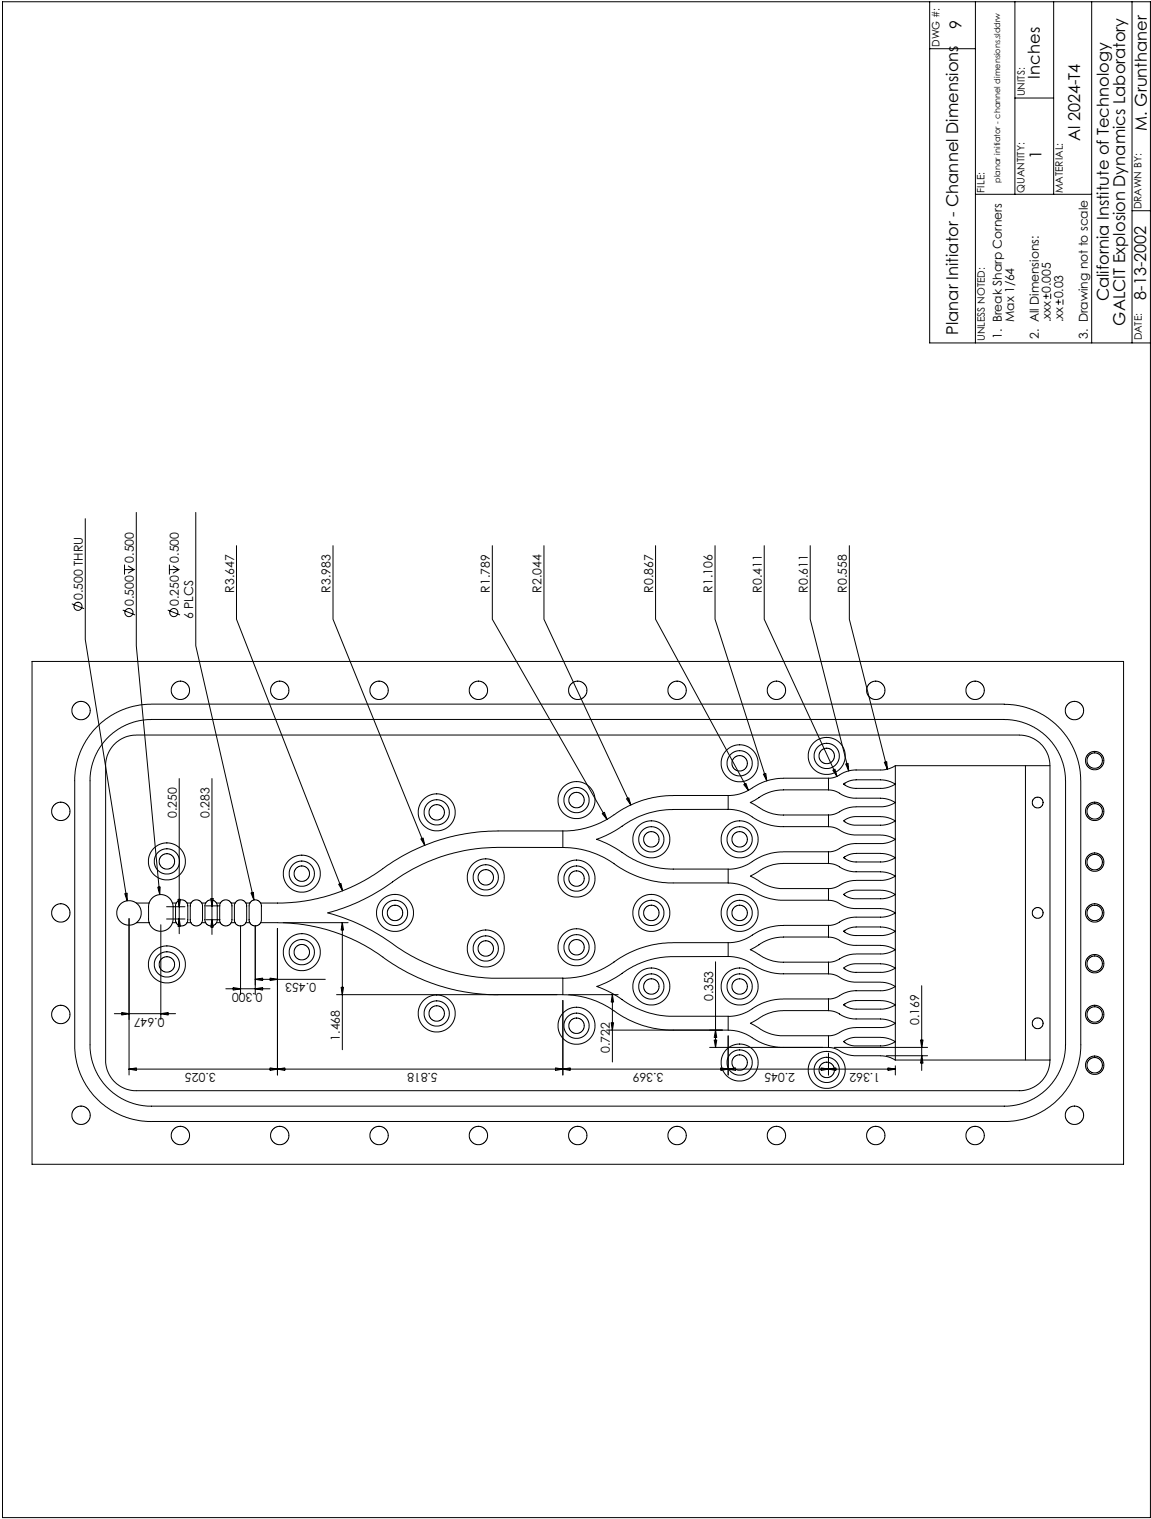 Planar Initiator - Channel Dimensions
DWG #:
9
UNLESS NOTED:
1. Break Sharp Corners
Max 1/64
2. All Dimensions:
.xxx±0.005
.xx±0.03
3. Drawing not to scale
FILE:
planar initiator - channel dimensions.slddrw
QUANTITY:
1
UNITS:
Inches
MATERIAL:
Al 2024-T4
California Institute of Technology
GALCIT Explosion Dynamics Laboratory
DATE: 8-13-2002
DRAWN BY: M. Grunthaner
Ø0.500 THRU
Ø0.500↧0.500
Ø0.250↧0.500
6 PLCS
R3.647
R3.983
R1.789
R2.044
R0.867
R1.106
R0.411
R0.611
R0.558
0.250
0.283
0.647
0.300
0.453
1.468
0.722
0.353
0.169
3.025
5.818
3.369
2.045
1.362